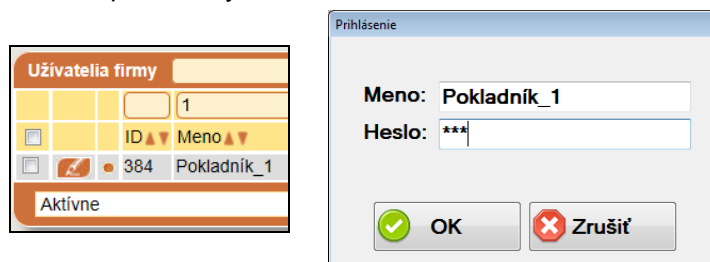 Užívatelia firmy
1
ID Meno
384 Pokladník_1
Aktívne
Prihlásenie
Meno: Pokladník_1
Heslo: ***
OK Zrušiť